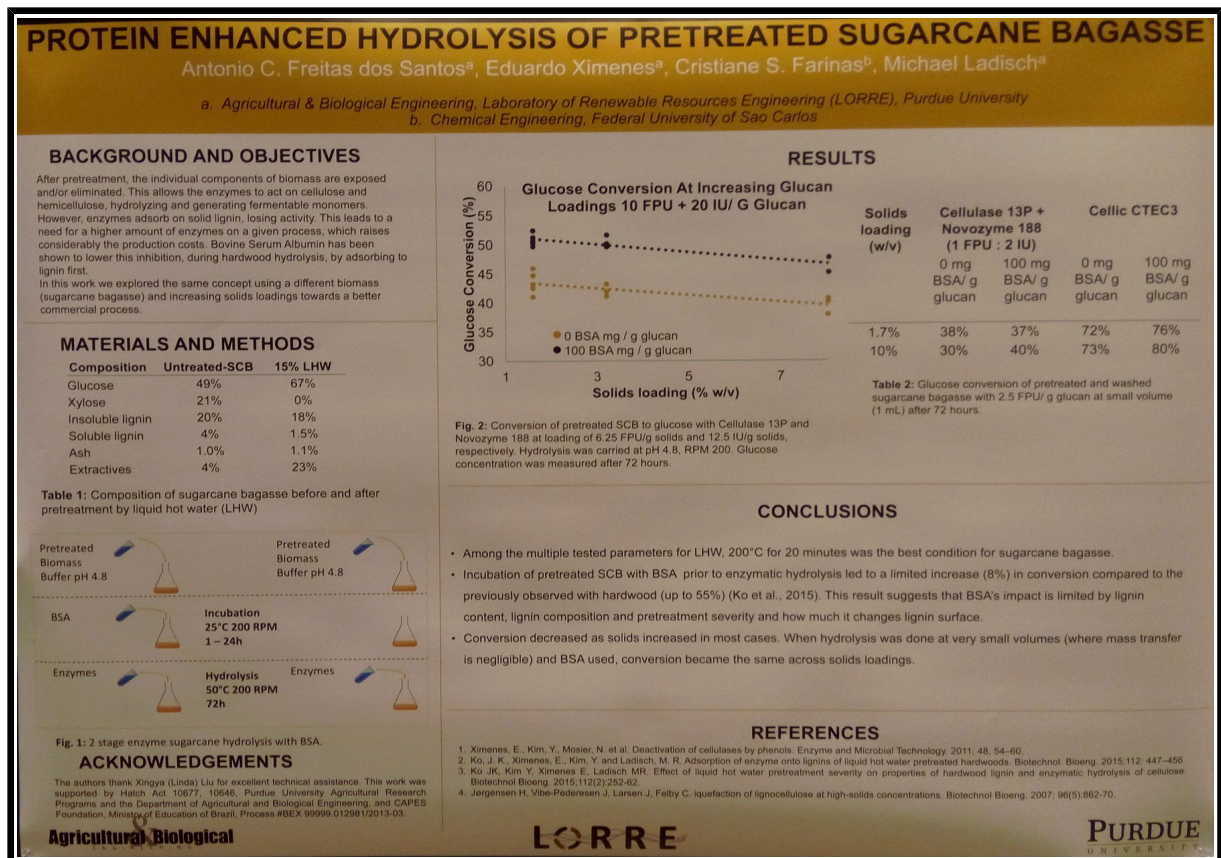 PROTEIN ENHANCED HYDROLYSIS OF PRETREATED SUGARCANE BAGASSE
Antonio C. Freitas dos Santosᵃ, Eduardo Ximenesᵃ, Cristiane S. Farinasᵇ, Michael Ladischᵃ
a. Agricultural & Biological Engineering, Laboratory of Renewable Resources Engineering (LORRE), Purdue University
b. Chemical Engineering, Federal University of Sao Carlos
BACKGROUND AND OBJECTIVES
After pretreatment, the individual components of biomass are exposed
and/or eliminated. This allows the enzymes to act on cellulose and
hemicellulose, hydrolyzing and generating fermentable monomers.
However, enzymes adsorb on solid lignin, losing activity. This leads to a
need for a higher amount of enzymes on a given process, which raises
considerably the production costs. Bovine Serum Albumin has been
shown to lower this inhibition, during hardwood hydrolysis, by adsorbing to
lignin first.
In this work we explored the same concept using a different biomass
(sugarcane bagasse) and increasing solids loadings towards a better
commercial process.
MATERIALS AND METHODS
Composition Untreated-SCB 15% LHW
Glucose 49% 67%
Xylose 21% 0%
Insoluble lignin 20% 18%
Soluble lignin 4% 1.5%
Ash 1.0% 1.1%
Extractives 4% 23%
Table 1: Composition of sugarcane bagasse before and after
pretreatment by liquid hot water (LHW)
Pretreated
Biomass
Buffer pH 4.8
Pretreated
Biomass
Buffer pH 4.8
BSA
Incubation
25°C 200 RPM
1 – 24h
Enzymes
Hydrolysis
50°C 200 RPM
72h
Enzymes
Fig. 1: 2 stage enzyme sugarcane hydrolysis with BSA.
ACKNOWLEDGEMENTS
The authors thank Xingya (Linda) Liu for excellent technical assistance. This work was
supported by Hatch Act 10677, 10646, Purdue University Agricultural Research
Programs and the Department of Agricultural and Biological Engineering, and CAPES
Foundation, Ministry of Education of Brazil, Process #BEX 99999.012981/2013-03.
Agricultural & Biological
RESULTS
Glucose Conversion At Increasing Glucan
Loadings 10 FPU + 20 IU/ G Glucan
Glucose Conversion (%)
60
55
50
45
40
35
30
0 BSA mg / g glucan
100 BSA mg / g glucan
1 3 5 7
Solids loading (% w/v)
Fig. 2: Conversion of pretreated SCB to glucose with Cellulase 13P and
Novozyme 188 at loading of 6.25 FPU/g solids and 12.5 IU/g solids,
respectively. Hydrolysis was carried at pH 4.8, RPM 200. Glucose
concentration was measured after 72 hours.
Solids loading (w/v) Cellulase 13P + Novozyme 188 (1 FPU : 2 IU) Cellic CTEC3
0 mg BSA/ g glucan 100 mg BSA/ g glucan 0 mg BSA/ g glucan 100 mg BSA/ g glucan
1.7% 38% 37% 72% 76%
10% 30% 40% 73% 80%
Table 2: Glucose conversion of pretreated and washed
sugarcane bagasse with 2.5 FPU/ g glucan at small volume
(1 mL) after 72 hours.
CONCLUSIONS
• Among the multiple tested parameters for LHW, 200°C for 20 minutes was the best condition for sugarcane bagasse.
• Incubation of pretreated SCB with BSA prior to enzymatic hydrolysis led to a limited increase (8%) in conversion compared to the
previously observed with hardwood (up to 55%) (Ko et al., 2015). This result suggests that BSA's impact is limited by lignin
content, lignin composition and pretreatment severity and how much it changes lignin surface.
• Conversion decreased as solids increased in most cases. When hydrolysis was done at very small volumes (where mass transfer
is negligible) and BSA used, conversion became the same across solids loadings.
REFERENCES
1. Ximenes, E., Kim, Y., Mosier, N. et al. Deactivation of cellulases by phenols. Enzyme and Microbial Technology. 2011; 48, 54–60.
2. Ko, J. K., Ximenes, E., Kim, Y. and Ladisch, M. R. Adsorption of enzyme onto lignins of liquid hot water pretreated hardwoods. Biotechnol. Bioeng. 2015;112: 447–456.
3. Ko JK, Kim Y, Ximenes E, Ladisch MR. Effect of liquid hot water pretreatment severity on properties of hardwood lignin and enzymatic hydrolysis of cellulose.
Biotechnol Bioeng. 2015;112(2):252-62.
4. Jørgensen H, Vibe-Pederesen J, Larsen J, Felby C. iquefaction of lignocellulose at high-solids concentrations. Biotechnol Bioeng. 2007; 96(5):862-70.
LORRE
PURDUE
UNIVERSITY